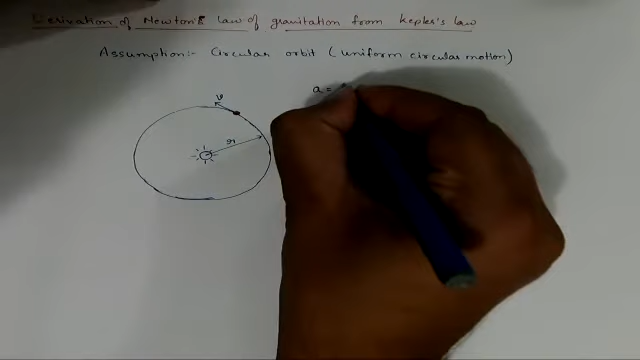 Derivation of Newton's law of gravitation from Kepler's law
Assumption:- Circular orbit (uniform circular motion)
v
r
a =